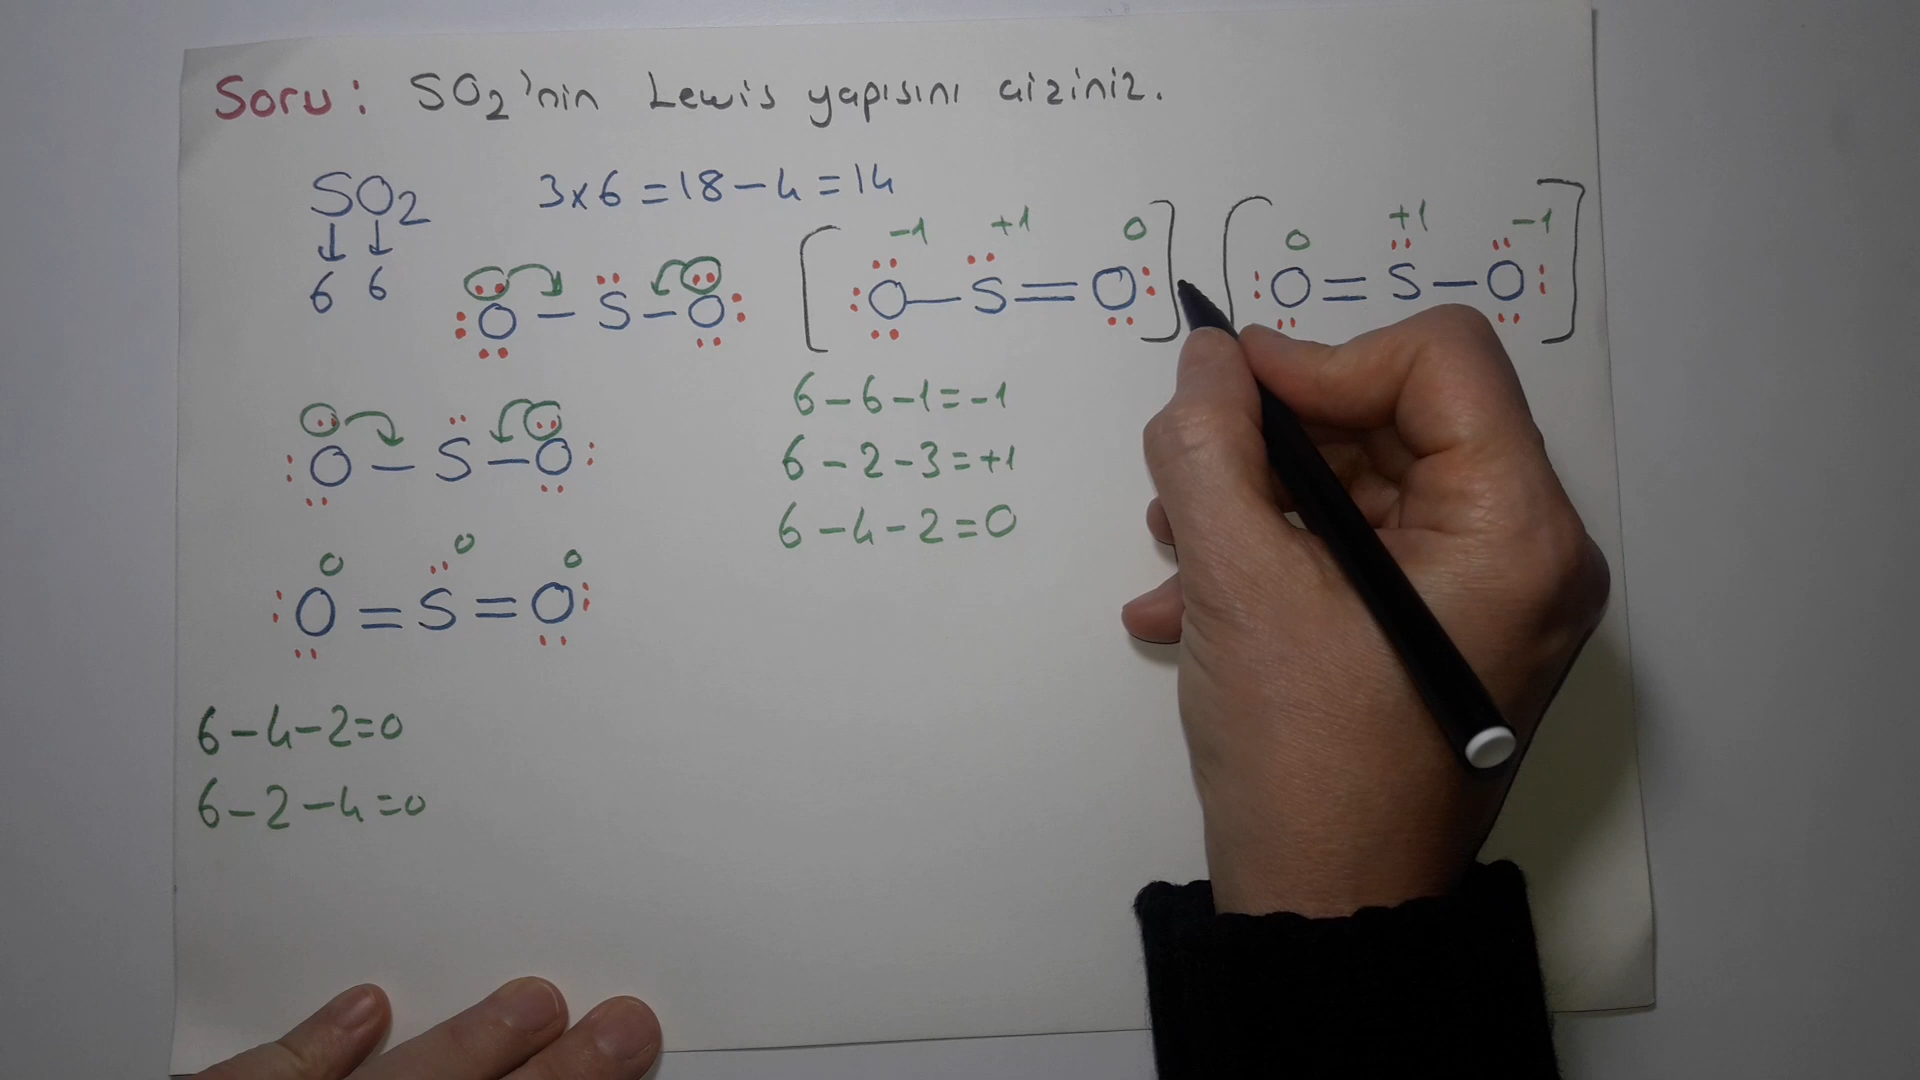 Soru: SO2'nin Lewis yapısını çiziniz.
SO2 3x6=18-4=14
↓ ↓
6 6
O - S - O
-1 +1 0
[O - S = O]
0 +1 -1
[O = S - O]
6-6-1=-1
6-2-3=+1
6-4-2=0
O - S - O
0 0 0
O = S = O
6-4-2=0
6-2-4=0